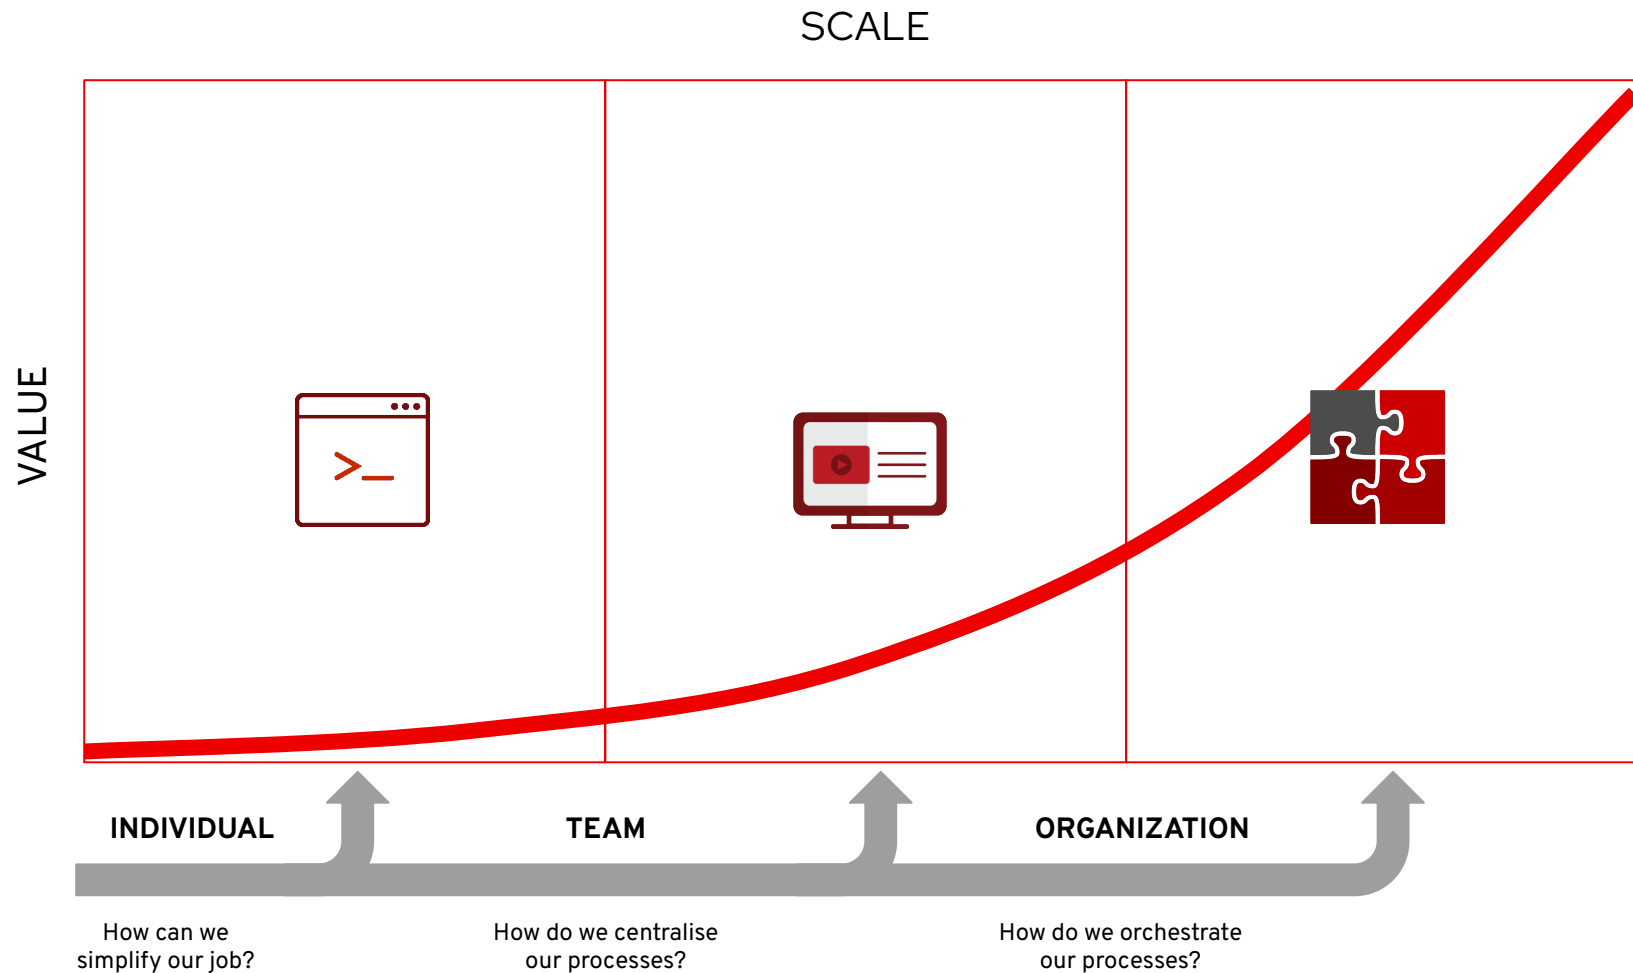 SCALE
VALUE
>_
INDIVIDUAL
TEAM
ORGANIZATION
How can we
simplify our job?
How do we centralise
our processes?
How do we orchestrate
our processes?